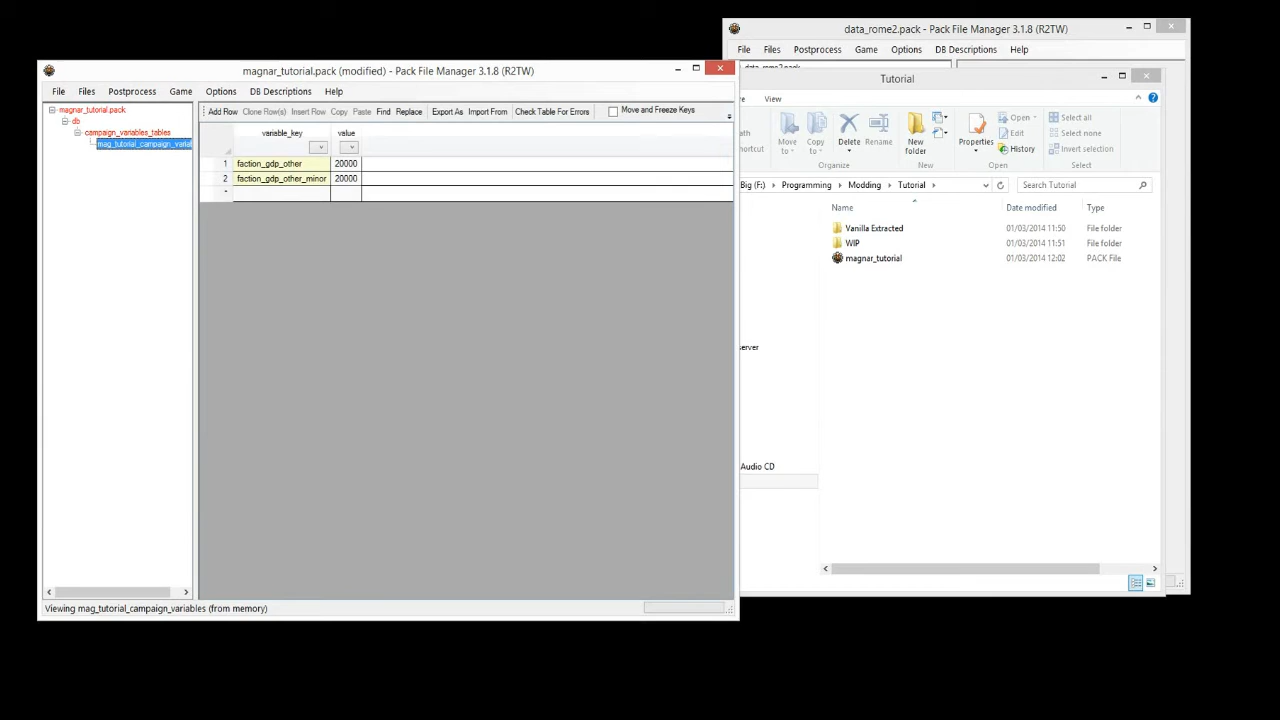 data_rome2.pack - Pack File Manager 3.1.8 (R2TW)
File Files Postprocess Game Options DB Descriptions Help
magnar_tutorial.pack (modified) - Pack File Manager 3.1.8 (R2TW)
File Files Postprocess Game Options DB Descriptions Help
magnar_tutorial.pack
db
campaign_variables_tables
mag_tutorial_campaign_variat
Add Row Clone Row(s) Insert Row Copy Paste Find Replace Export As Import From Check Table For Errors Move and Freeze Keys
variable_key value
1 faction_gdp_other 20000
2 faction_gdp_other_minor 20000
*
Viewing mag_tutorial_campaign_variables (from memory)
data_rome2.pack
Tutorial
View
Move to Copy to Delete Rename New folder Properties Open Edit History Select all Select none Invert selection
Organize New Open Select
Big (F:) Programming Modding Tutorial Search Tutorial
Name Date modified Type
Vanilla Extracted 01/03/2014 11:50 File folder
WIP 01/03/2014 11:51 File folder
magnar_tutorial 01/03/2014 12:02 PACK File
server
Audio CD